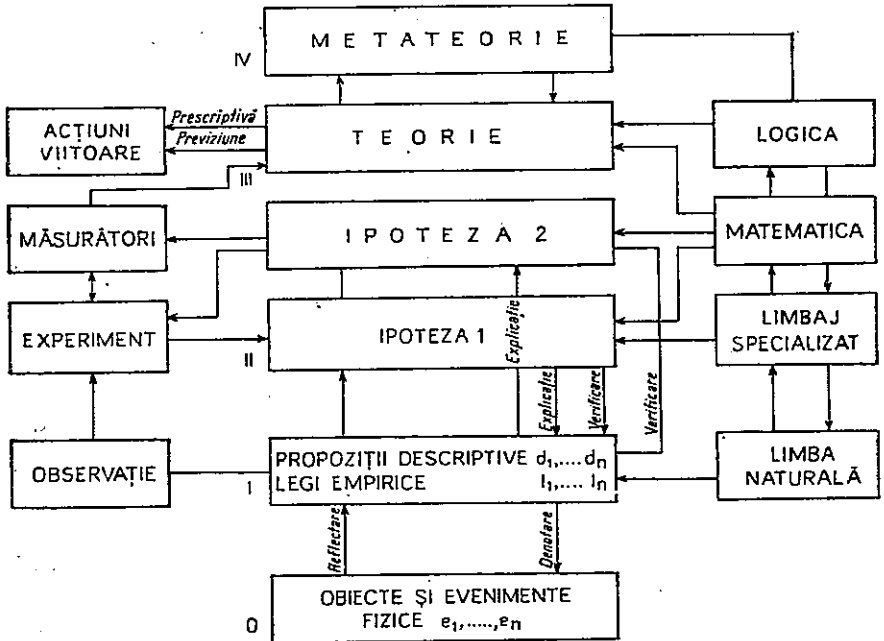 METATEORIE
IV
ACȚIUNI
VIITOARE
Prescriptivă
Previziune
TEORIE
LOGICA
III
MĂSURĂTORI
IPOTEZA 2
MATEMATICA
EXPERIMENT
II
IPOTEZA 1
Explicație
LIMBAJ
SPECIALIZAT
Explicație
Verificare
Verificare
OBSERVAȚIE
I
PROPOZIȚII DESCRIPTIVE d₁,.... dₙ
LEGI EMPIRICE l₁,.... lₙ
LIMBA
NATURALĂ
Reflectare
Denotare
0
OBIECTE ȘI EVENIMENTE
FIZICE e₁,.....,eₙ